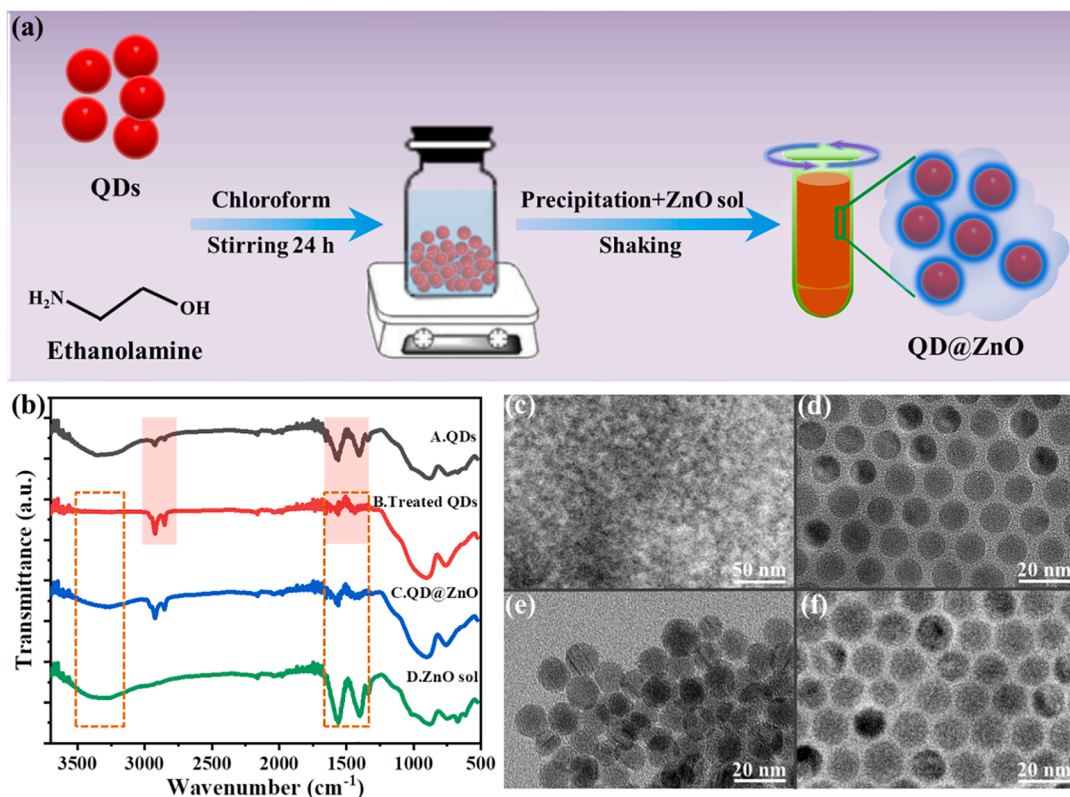 (a)
QDs
H₂N
OH
Ethanolamine
Chloroform
Stirring 24 h
Precipitation+ZnO sol
Shaking
QD@ZnO
(b)
Transmittance (a.u.)
A.QDs
B.Treated QDs
C.QD@ZnO
D.ZnO sol
3500 3000 2500 2000 1500 1000 500
Wavenumber (cm⁻¹)
(c)
50 nm
(d)
20 nm
(e)
20 nm
(f)
20 nm